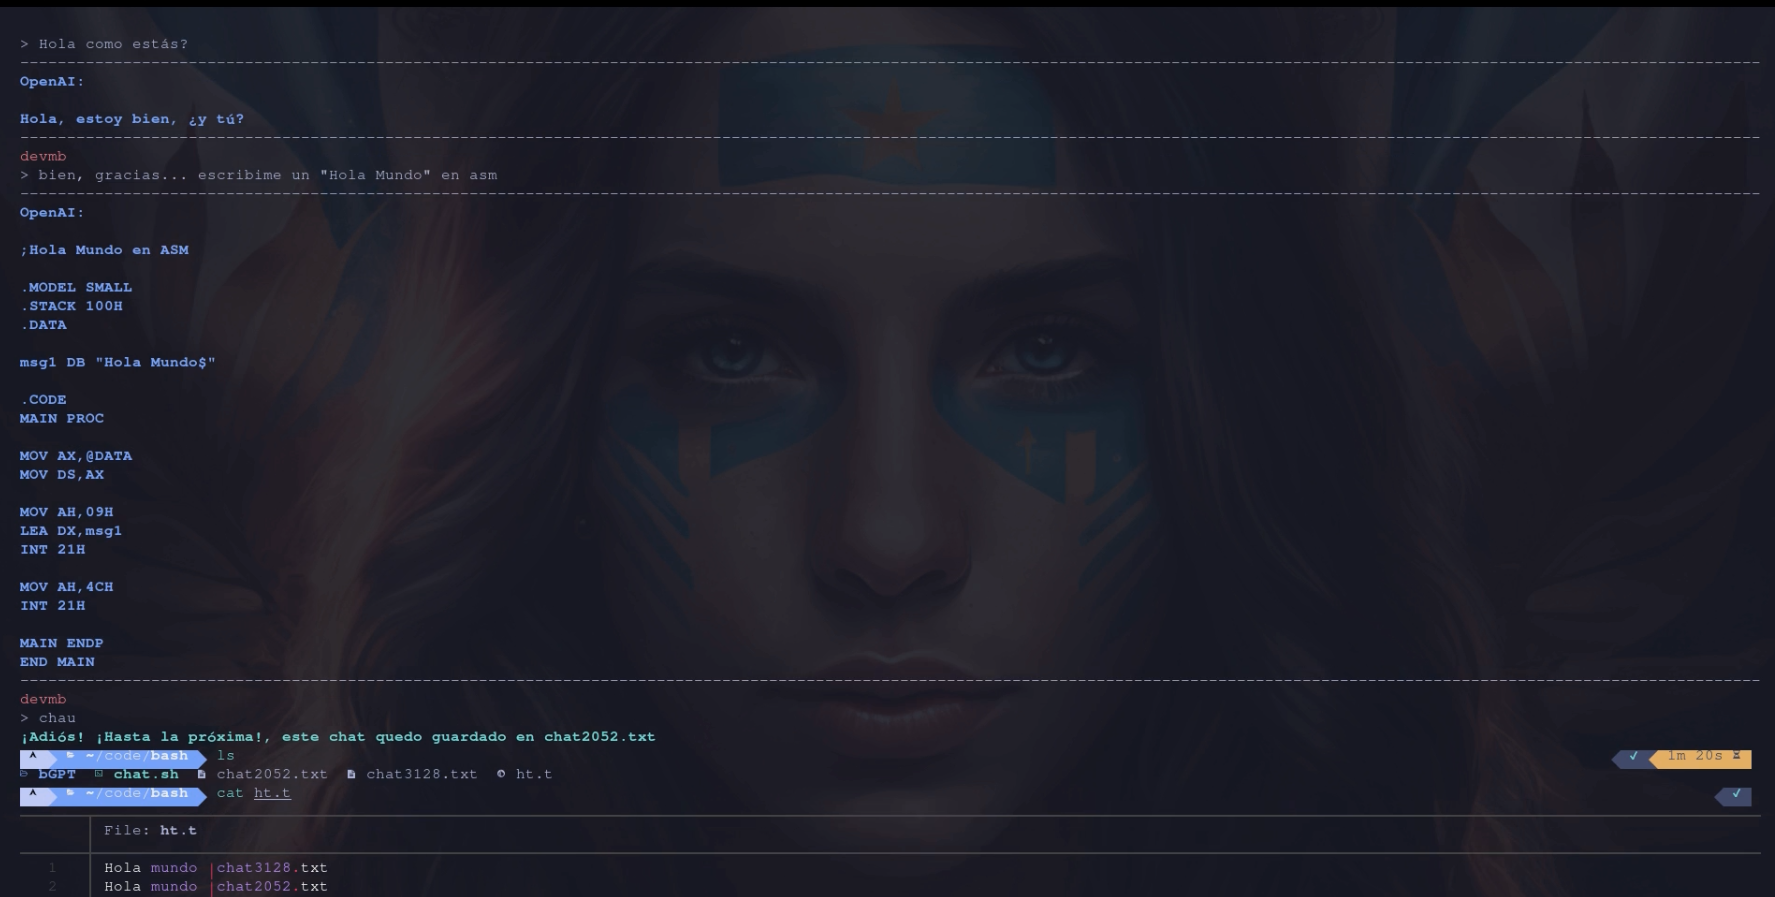 > Hola como estás?
OpenAI:
Hola, estoy bien, ¿y tú?
devmb
> bien, gracias... escribime un "Hola Mundo" en asm
OpenAI:
;Hola Mundo en ASM
.MODEL SMALL
.STACK 100H
.DATA
msg1 DB "Hola Mundo$"
.CODE
MAIN PROC
MOV AX,@DATA
MOV DS,AX
MOV AH,09H
LEA DX,msg1
INT 21H
MOV AH,4CH
INT 21H
MAIN ENDP
END MAIN
devmb
> chau
¡Adiós! ¡Hasta la próxima!, este chat quedo guardado en chat2052.txt
~/code/bash ls ✓ 1m 20s
bGPT chat.sh chat2052.txt chat3128.txt ht.t
~/code/bash cat ht.t ✓
File: ht.t
1 Hola mundo |chat3128.txt
2 Hola mundo |chat2052.txt